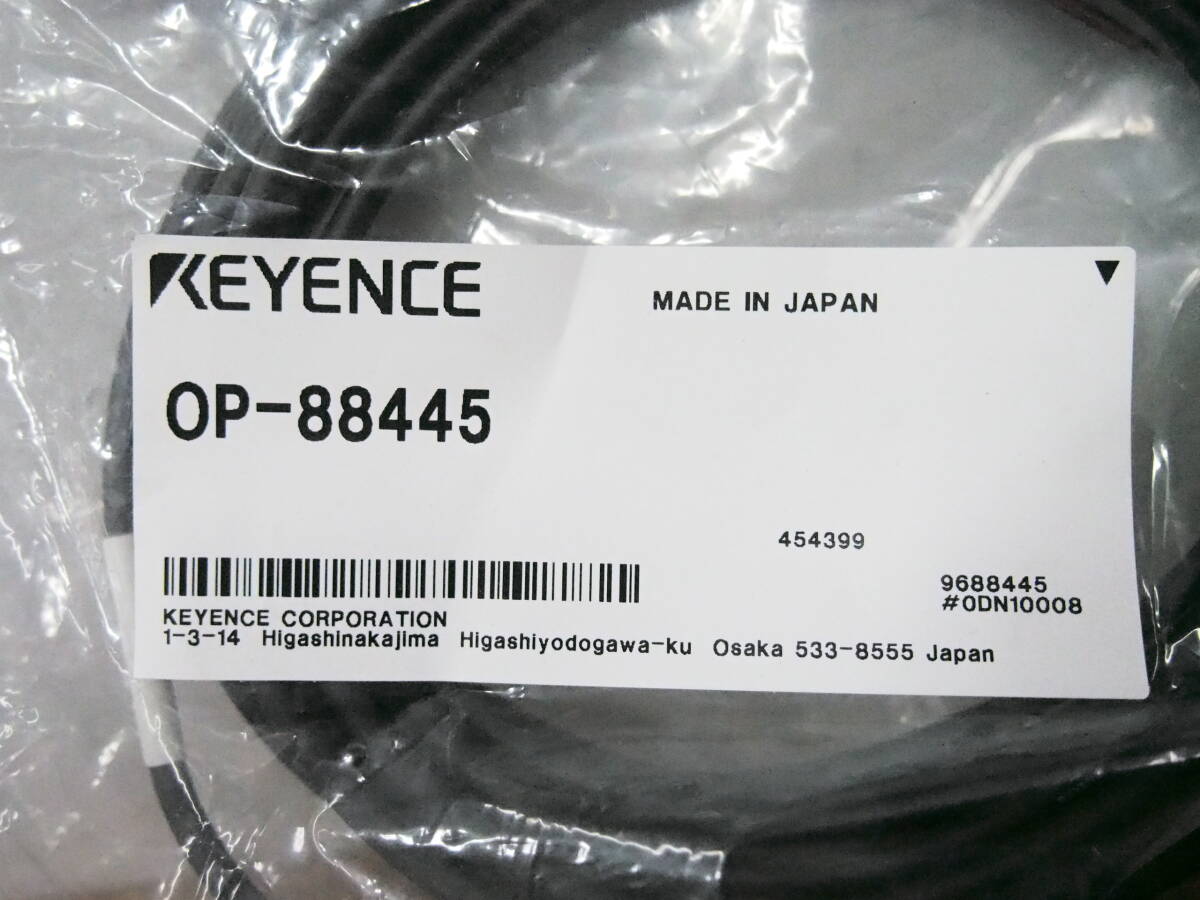 KEYENCE
MADE IN JAPAN
OP-88445
454399
9688445
#0DN10008
KEYENCE CORPORATION
1-3-14 Higashinakajima Higashiyodogawa-ku Osaka 533-8555 Japan